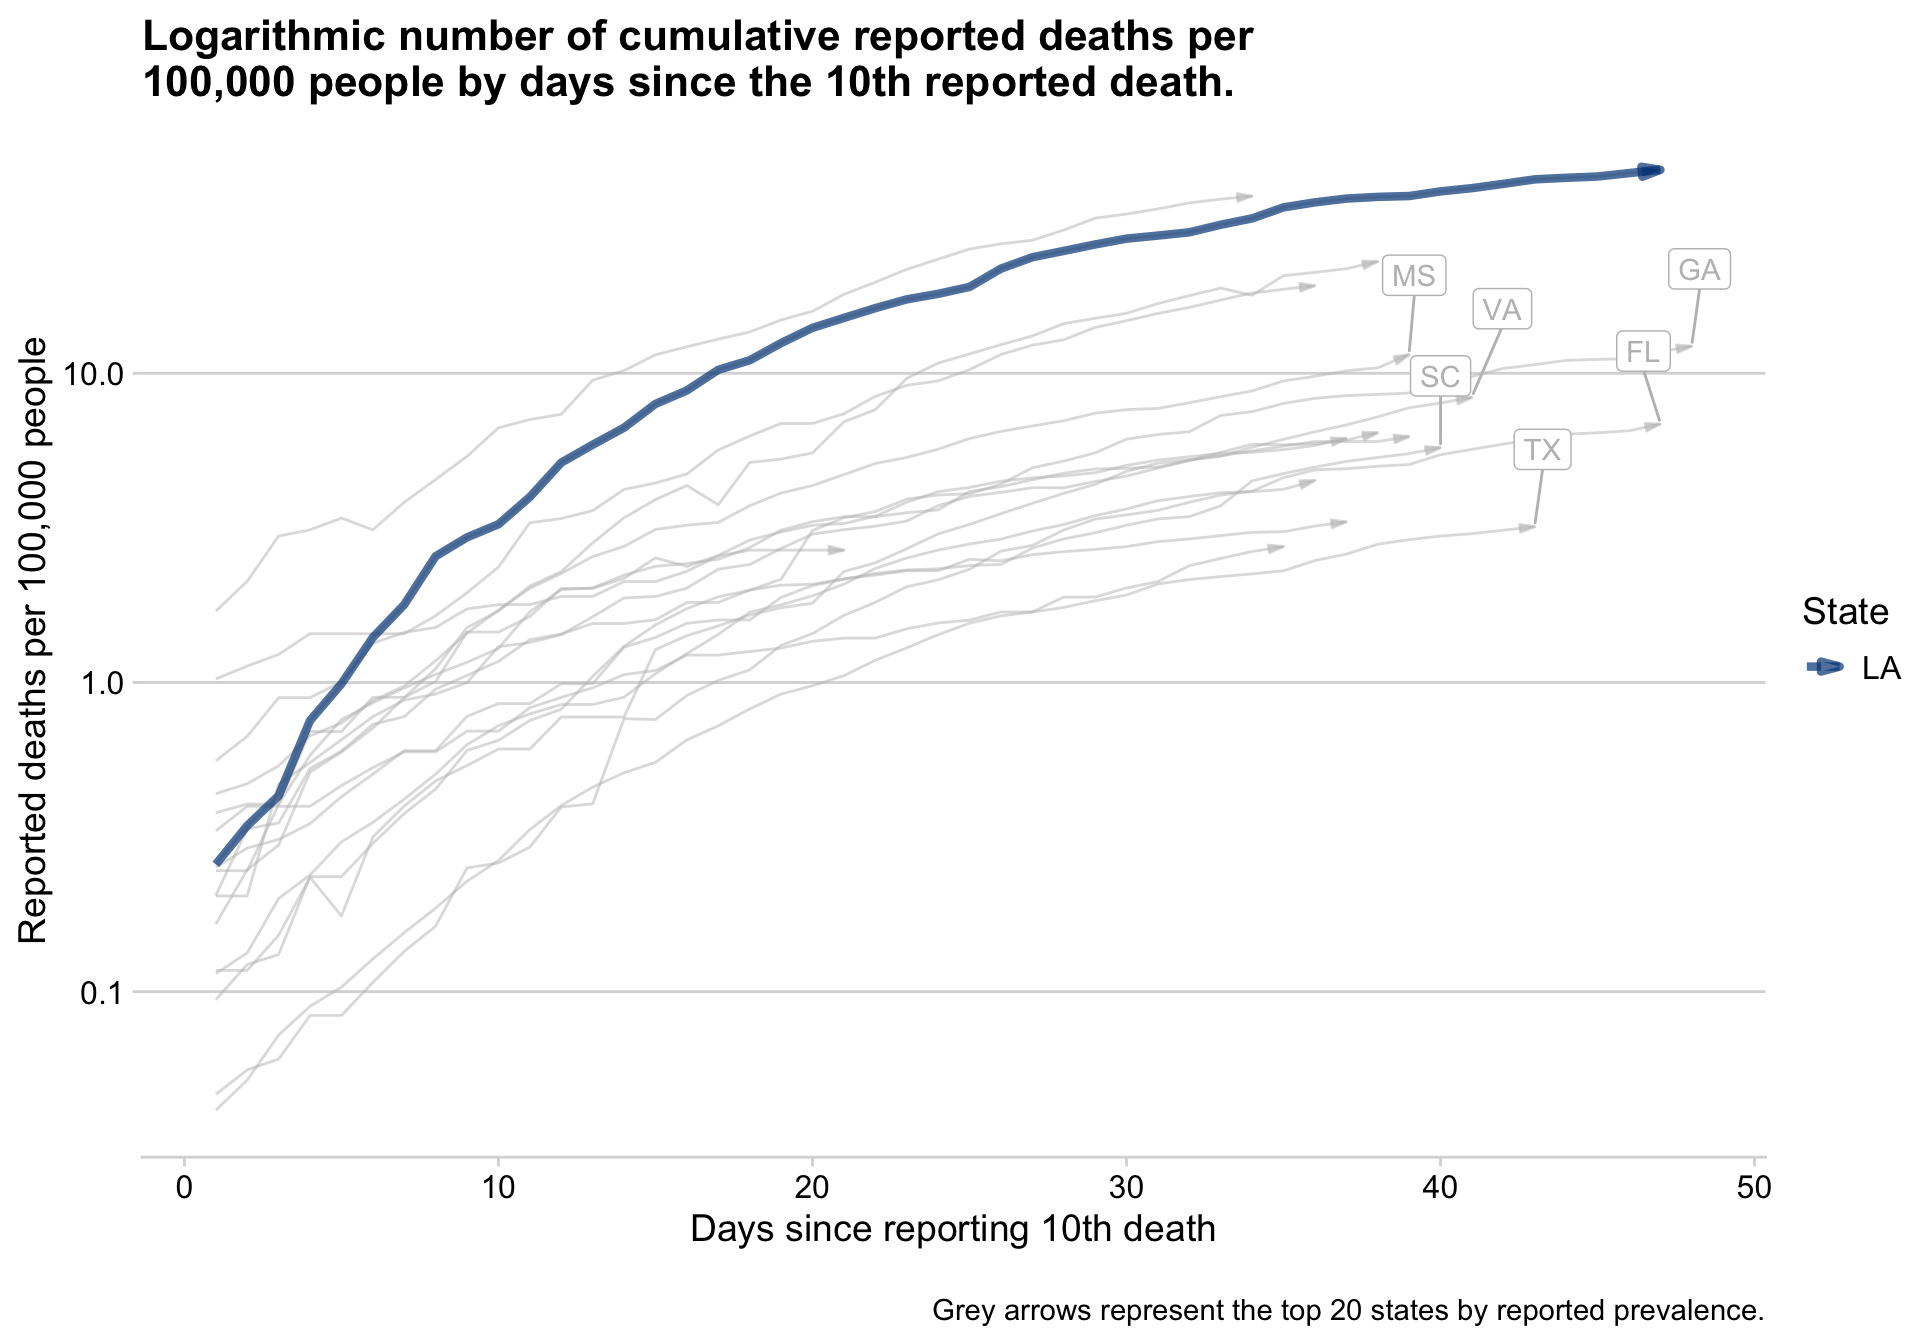 Logarithmic number of cumulative reported deaths per
100,000 people by days since the 10th reported death.
Reported deaths per 100,000 people
10.0
1.0
0.1
MS
GA
VA
FL
SC
TX
State
LA
0 10 20 30 40 50
Days since reporting 10th death
Grey arrows represent the top 20 states by reported prevalence.